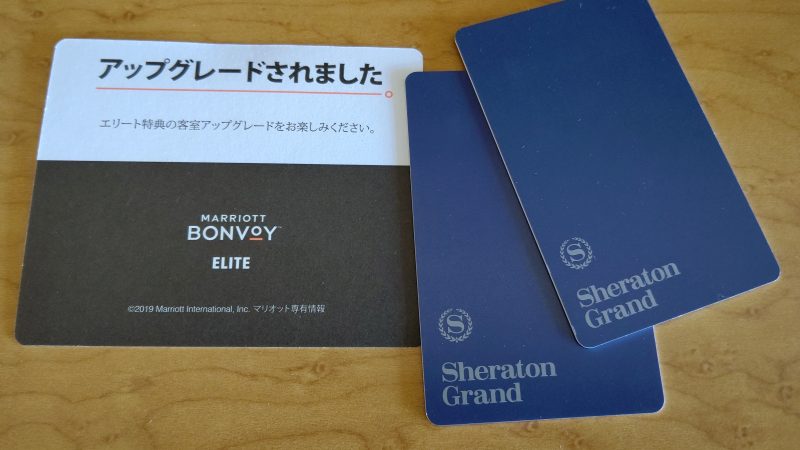 アップグレードされました。
エリート特典の客室アップグレードをお楽しみください。
MARRIOTT
BONVOY™
ELITE
©2019 Marriott International, Inc. マリオット専有情報
S
Sheraton
Grand
S
Sheraton
Grand